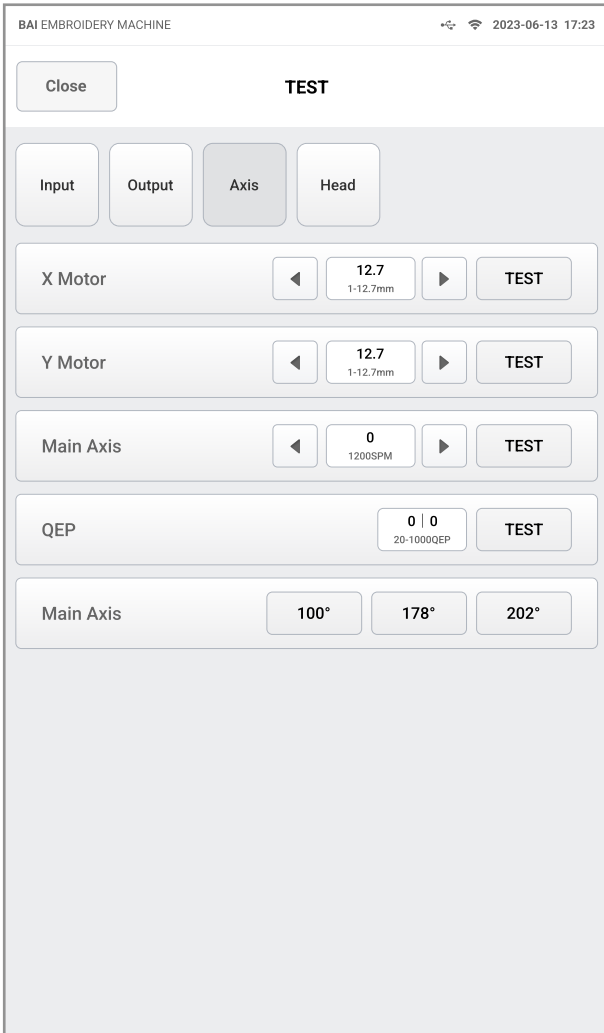 BAI EMBROIDERY MACHINE 2023-06-13 17:23
Close TEST
Input Output Axis Head
X Motor 12.7 TEST
1-12.7mm
Y Motor 12.7 TEST
1-12.7mm
Main Axis 0 TEST
1200SPM
QEP 0 | 0 TEST
20-1000QEP
Main Axis 100° 178° 202°